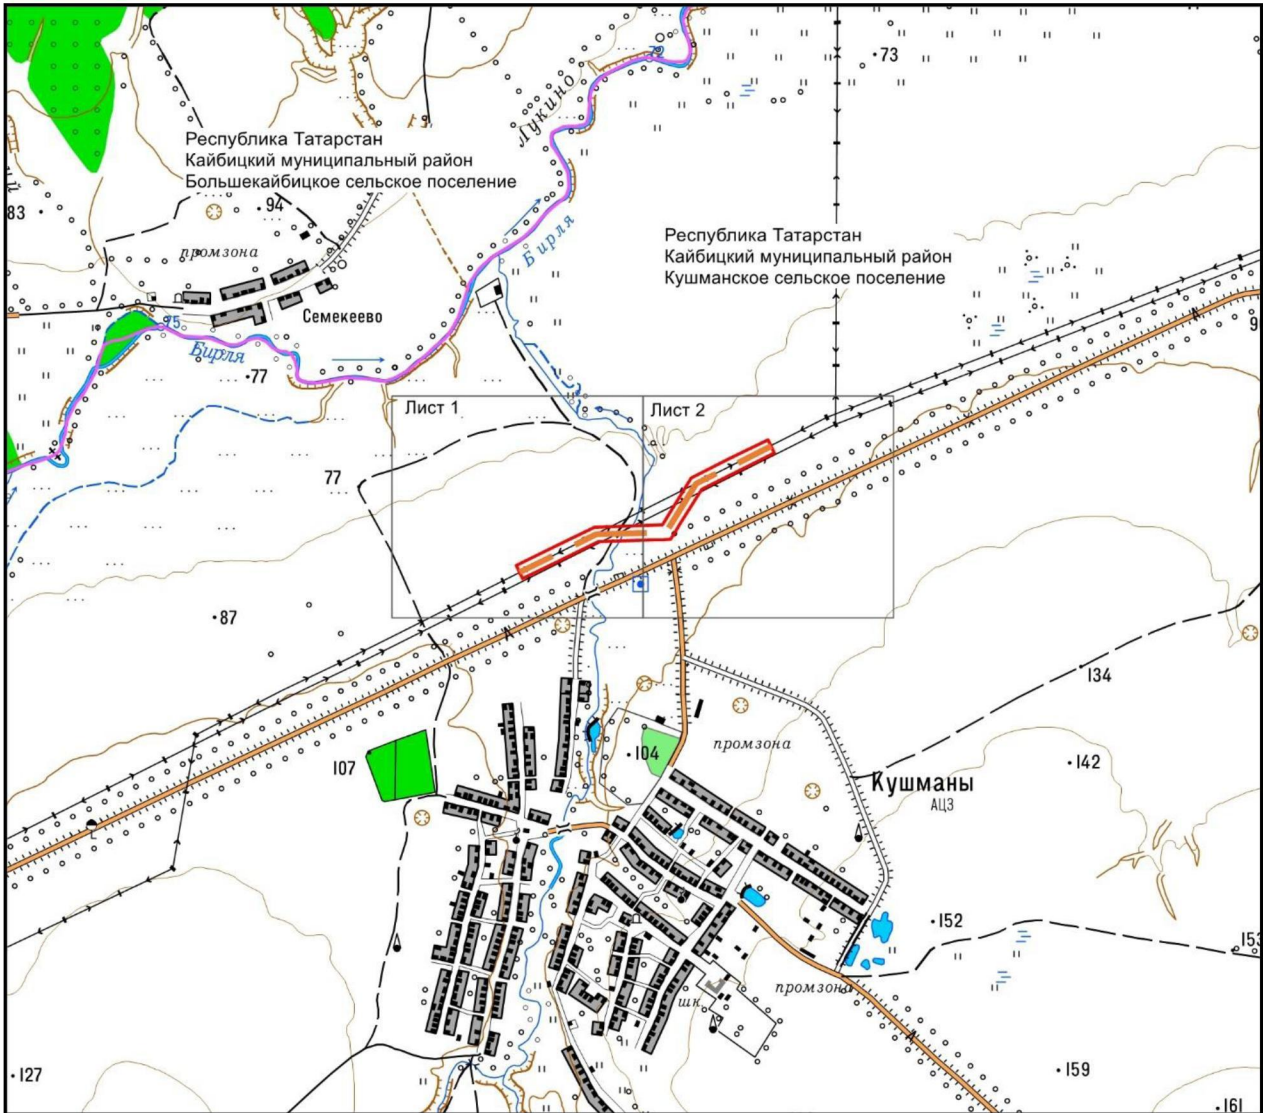 72
73
Лукино
Республика Татарстан
Кайбицкий муниципальный район
Большекайбицкое сельское поселение
83
94
Бирля
промзона
Республика Татарстан
Кайбицкий муниципальный район
Кушманское сельское поселение
Семекеево
75
Бирля
77
Лист 1
Лист 2
77
87
134
107
104
промзона
142
Кушманы
АЦЗ
152
153
промзона
шк.
127
159
161